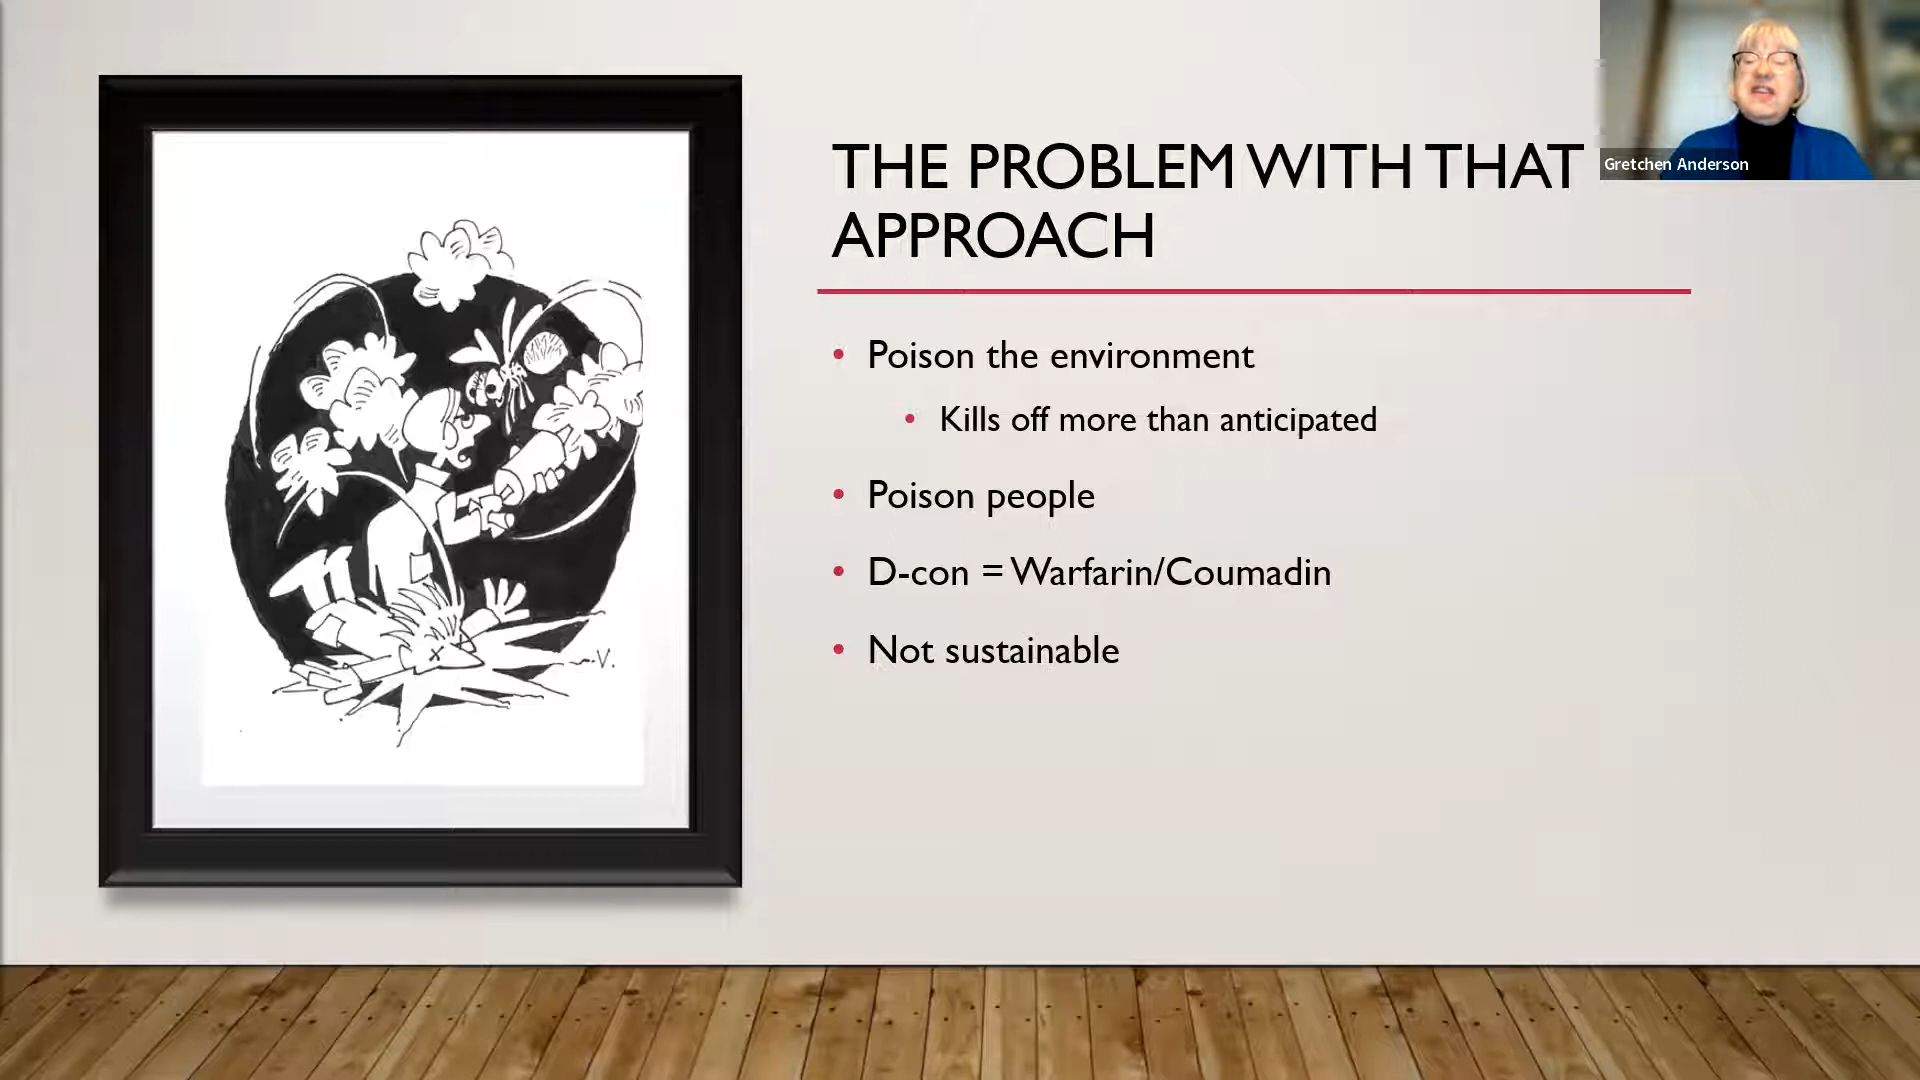 Gretchen Anderson
THE PROBLEM WITH THAT
APPROACH
• Poison the environment
• Kills off more than anticipated
• Poison people
• D-con = Warfarin/Coumadin
• Not sustainable
V.